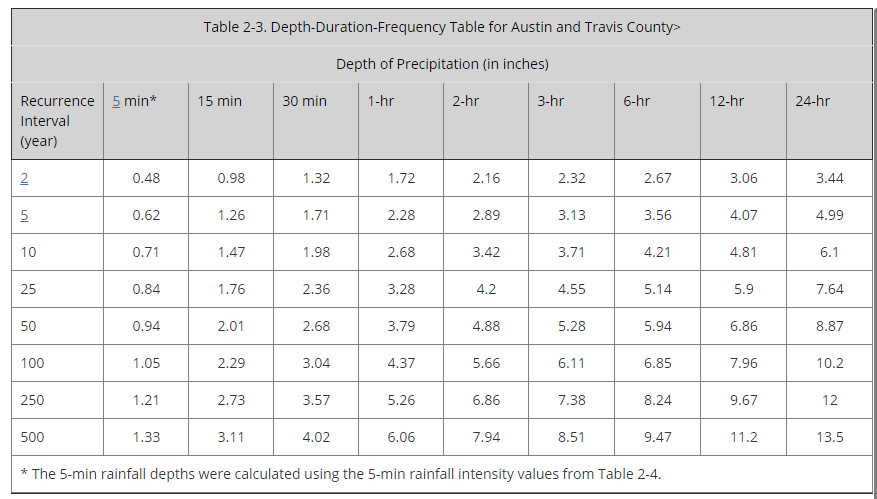 Table 2-3. Depth-Duration-Frequency Table for Austin and Travis County>
Depth of Precipitation (in inches)
Recurrence Interval (year) 5 min* 15 min 30 min 1-hr 2-hr 3-hr 6-hr 12-hr 24-hr
2 0.48 0.98 1.32 1.72 2.16 2.32 2.67 3.06 3.44
5 0.62 1.26 1.71 2.28 2.89 3.13 3.56 4.07 4.99
10 0.71 1.47 1.98 2.68 3.42 3.71 4.21 4.81 6.1
25 0.84 1.76 2.36 3.28 4.2 4.55 5.14 5.9 7.64
50 0.94 2.01 2.68 3.79 4.88 5.28 5.94 6.86 8.87
100 1.05 2.29 3.04 4.37 5.66 6.11 6.85 7.96 10.2
250 1.21 2.73 3.57 5.26 6.86 7.38 8.24 9.67 12
500 1.33 3.11 4.02 6.06 7.94 8.51 9.47 11.2 13.5
* The 5-min rainfall depths were calculated using the 5-min rainfall intensity values from Table 2-4.